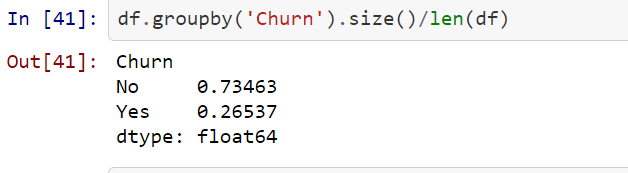 In [41]: df.groupby('Churn').size()/len(df)
Out[41]: Churn
No     0.73463
Yes    0.26537
dtype: float64